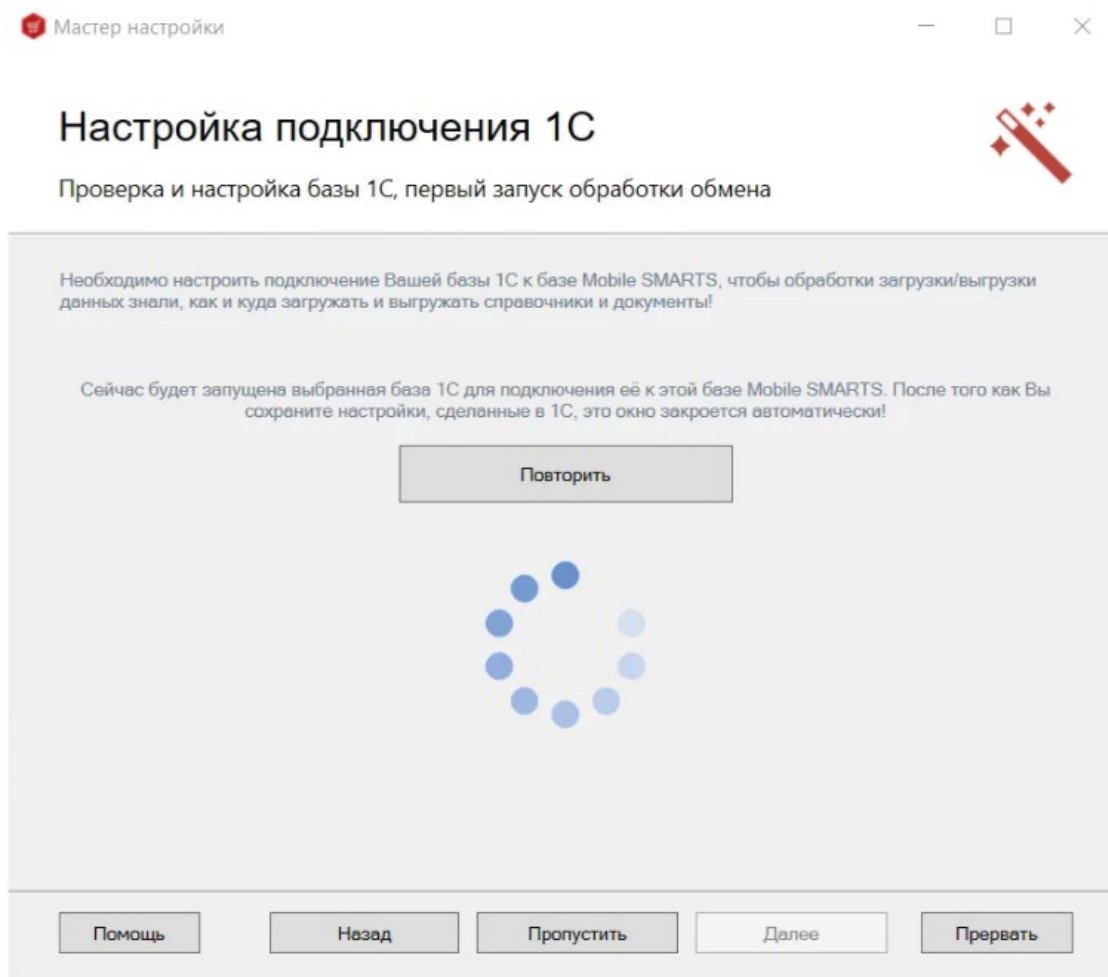 Мастер настройки
Настройка подключения 1С
Проверка и настройка базы 1С, первый запуск обработки обмена
Необходимо настроить подключение Вашей базы 1С к базе Mobile SMARTS, чтобы обработки загрузки/выгрузки
данных знали, как и куда загружать и выгружать справочники и документы!
Сейчас будет запущена выбранная база 1С для подключения её к этой базе Mobile SMARTS. После того как Вы
сохраните настройки, сделанные в 1С, это окно закроется автоматически!
Повторить
Помощь
Назад
Пропустить
Далее
Прервать